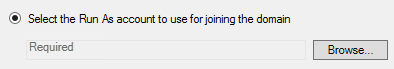 Select the Run As account to use for joining the domain
Required
Browse...